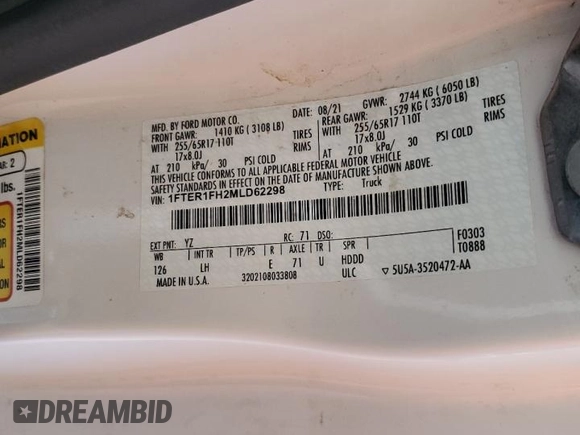 MFD. BY FORD MOTOR CO.
DATE: 08/21 GVWR: 2744 KG ( 6050 LB)
FRONT GAWR: 1410 KG ( 3108 LB) REAR GAWR: 1529 KG ( 3370 LB)
WITH 255/65R17 110T TIRES WITH 255/65R17 110T TIRES
17x8.0J RIMS 17x8.0J RIMS
AT 210 kPa/ 30 PSI COLD AT 210 kPa/ 30 PSI COLD
THIS VEHICLE CONFORMS TO ALL APPLICABLE FEDERAL MOTOR VEHICLE
SAFETY STANDARDS IN EFFECT ON THE DATE OF MANUFACTURE SHOWN ABOVE.
VIN: 1FTER1FH2MLD62298
TYPE: Truck
F0303
T0888
EXT PNT: YZ RC: 71 DSO:
WB INT TR TP/PS R AXLE TR SPR
126 LH E 71 U HDDD
MADE IN U.S.A. 3202108033808 ULC 5U5A-3520472-AA
MATION
AR: 2
lbs.
1FTER1FH2MLD62298
DREAMBID